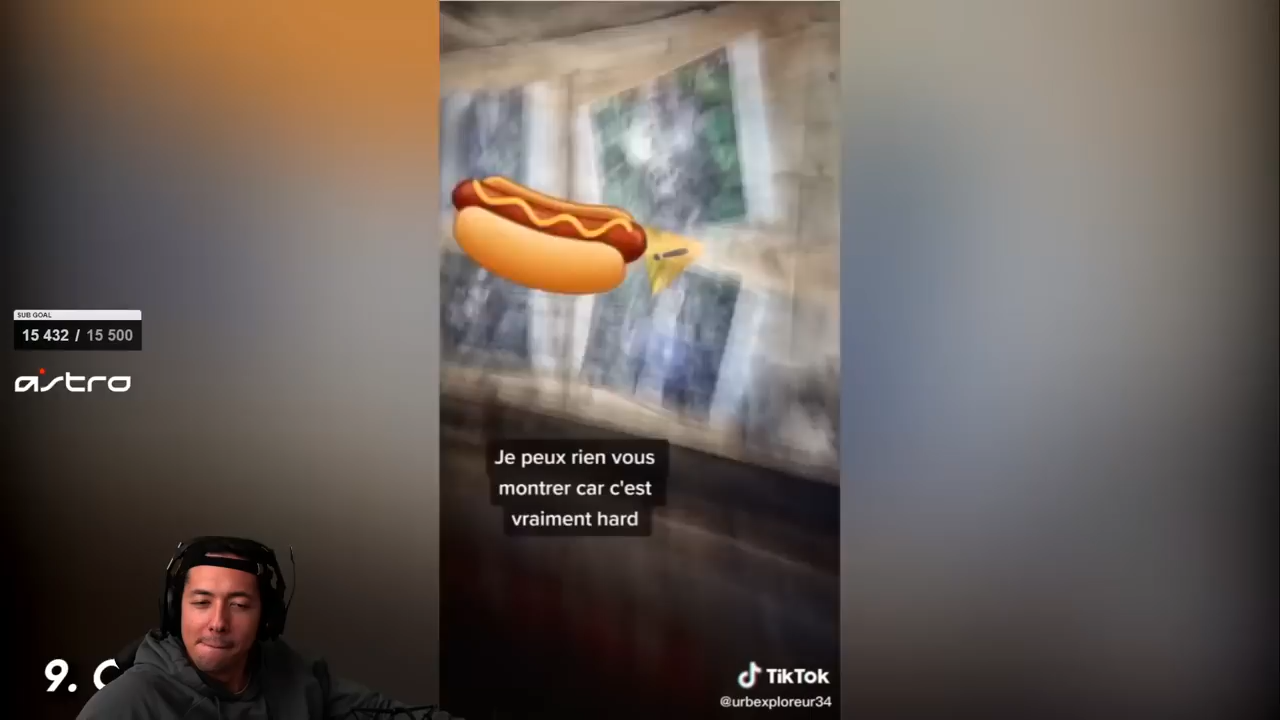 SUB GOAL
15 432 / 15 500
astro
Je peux rien vous
montrer car c'est
vraiment hard
9.
TikTok
@urbexploreur34